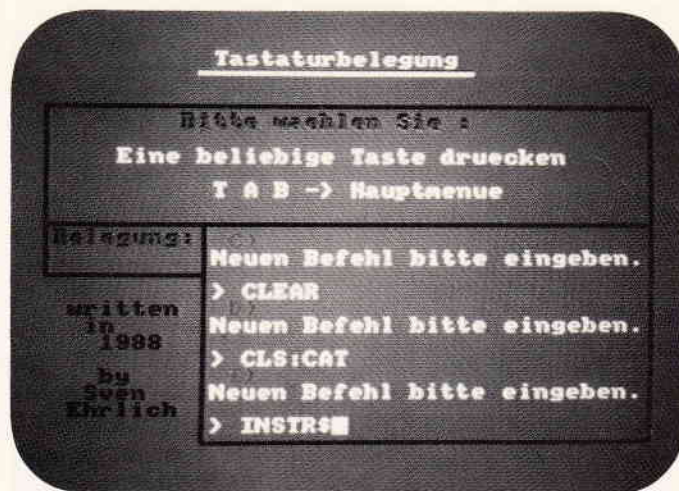 Tastaturbelegung
Bitte waehlen Sie :
Eine beliebige Taste druecken
T A B -> Hauptmenue
Belegung:
C>
Neuen Befehl bitte eingeben.
> CLEAR
Neuen Befehl bitte eingeben.
> CLS:CAT
Neuen Befehl bitte eingeben.
> INSTR$
written
in
1988
by
Sven
Ehrlich